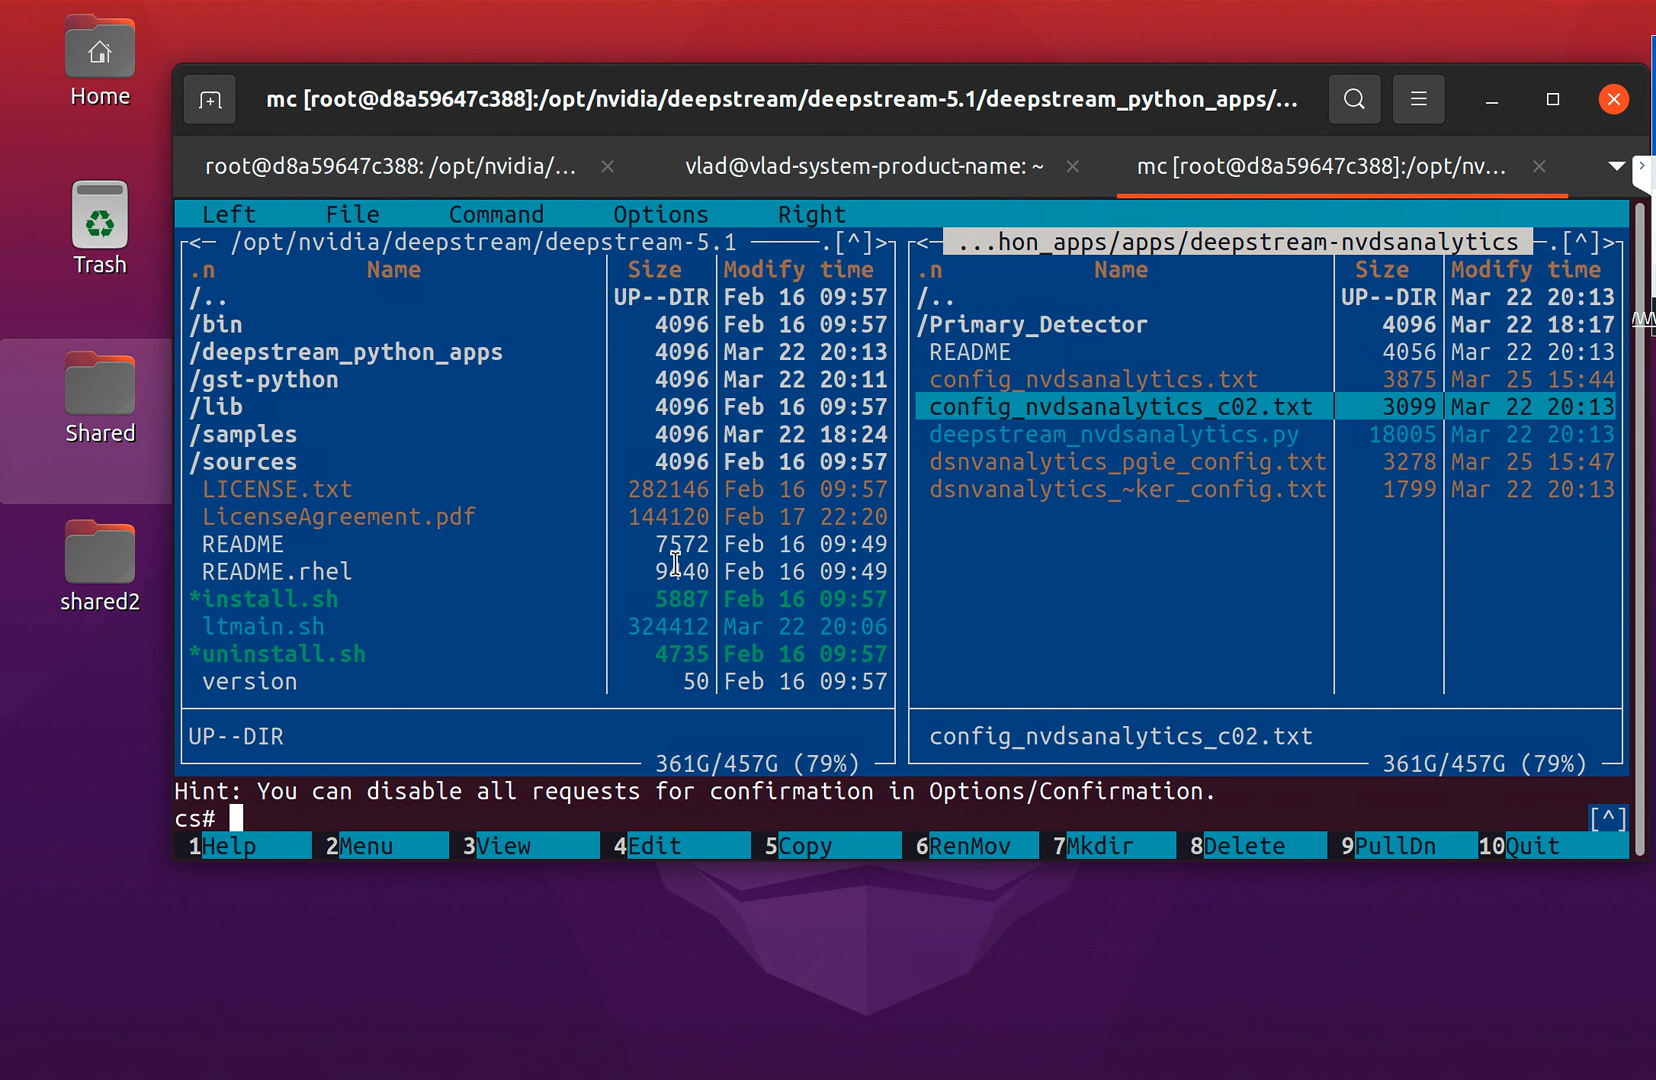 Home
Trash
Shared
shared2
mc [root@d8a59647c388]:/opt/nvidia/deepstream/deepstream-5.1/deepstream_python_apps/...
root@d8a59647c388: /opt/nvidia/... ×
vlad@vlad-system-product-name: ~ ×
mc [root@d8a59647c388]:/opt/nv... ×
Left File Command Options Right
<─ /opt/nvidia/deepstream/deepstream-5.1 ─ .[^]>
.n Name Size Modify time
/.. UP--DIR Feb 16 09:57
/bin 4096 Feb 16 09:57
/deepstream_python_apps 4096 Mar 22 20:13
/gst-python 4096 Mar 22 20:11
/lib 4096 Feb 16 09:57
/samples 4096 Mar 22 18:24
/sources 4096 Feb 16 09:57
LICENSE.txt 282146 Feb 16 09:57
LicenseAgreement.pdf 144120 Feb 17 22:20
README 7572 Feb 16 09:49
README.rhel Feb 16 09:49
*install.sh 5887 Feb 16 09:57
ltmain.sh 324412 Mar 22 20:06
*uninstall.sh 4735 Feb 16 09:57
version 50 Feb 16 09:57
UP--DIR
361G/457G (79%)
<─ ...hon_apps/apps/deepstream-nvdsanalytics ─.[^]>
.n Name Size Modify time
/.. UP--DIR Mar 22 20:13
/Primary_Detector 4096 Mar 22 18:17
README 4056 Mar 22 20:13
config_nvdsanalytics.txt 3875 Mar 25 15:44
config_nvdsanalytics_c02.txt 3099 Mar 22 20:13
deepstream_nvdsanalytics.py 18005 Mar 22 20:13
dsnvanalytics_pgie_config.txt 3278 Mar 25 15:47
dsnvanalytics_~ker_config.txt 1799 Mar 22 20:13
config_nvdsanalytics_c02.txt
361G/457G (79%)
Hint: You can disable all requests for confirmation in Options/Confirmation.
cs#
[^]
1Help 2Menu 3View 4Edit 5Copy 6RenMov 7Mkdir 8Delete 9PullDn 10Quit